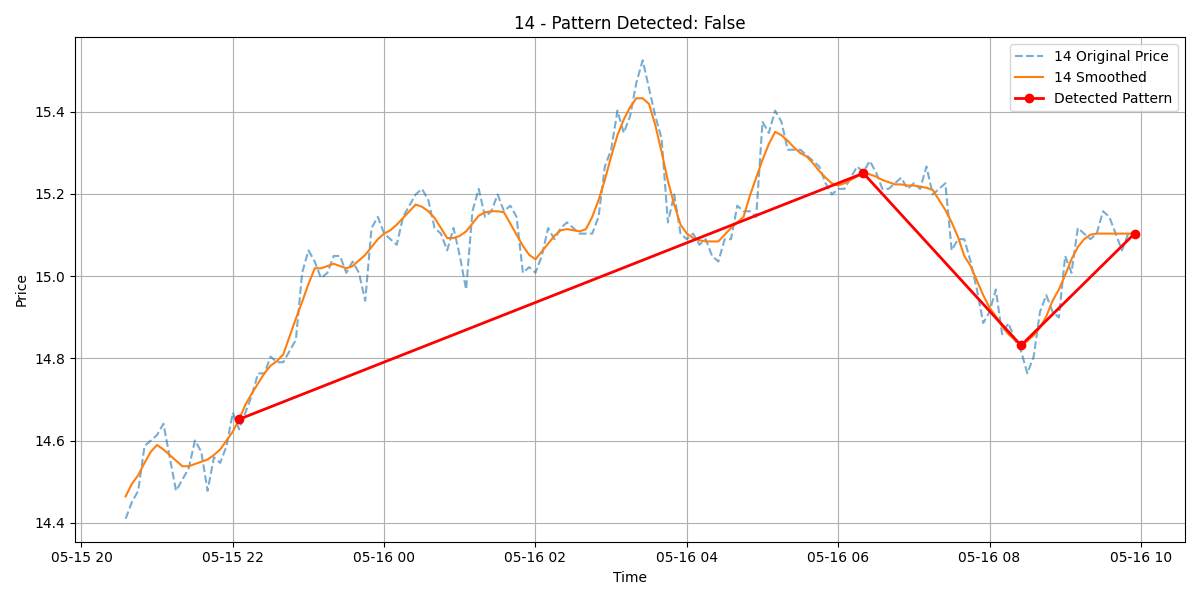 14 - Pattern Detected: False
14 Original Price
14 Smoothed
Detected Pattern
Price
15.4
15.2
15.0
14.8
14.6
14.4
05-15 20
05-15 22
05-16 00
05-16 02
05-16 04
05-16 06
05-16 08
05-16 10
Time